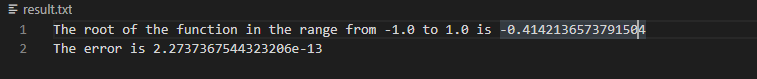 result.txt
1 The root of the function in the range from -1.0 to 1.0 is -0.4142136573791504
2 The error is 2.2737367544323206e-13